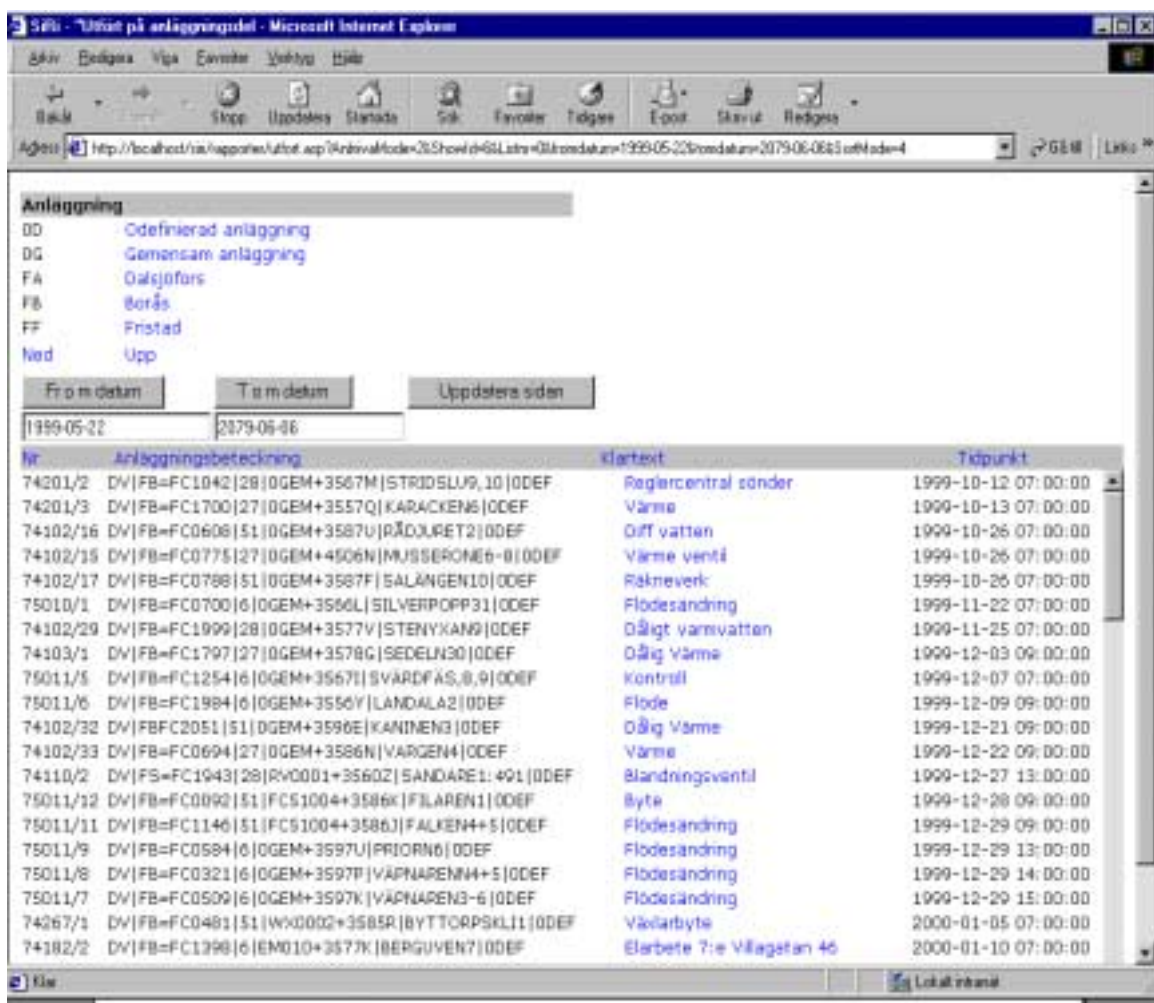 SiRi - "Utfört på anläggningsdel - Microsoft Internet Explorer
Arkiv Redigera Visa Favoriter Verktyg Hjälp
Bakåt Stopp Uppdatera Startsida Sök Favoriter Tidigare E-post Skriv ut Redigera
Adress Gå till Links »
Anläggning
0D Odefinierad anläggning
DG Gemensam anläggning
FA Dalsjöfors
FB Borås
FF Fristad
Ned Upp
Fr o m datum T o m datum Uppdatera sidan
1999-05-22 2079-06-06
Nr Anläggningsbeteckning Klartext Tidpunkt
74201/2 DV|FB=FC1042|28|0GEM+3567M|STRIDSLU9,10|0DEF Reglercentral sönder 1999-10-12 07:00:00
74201/3 DV|FB=FC1700|27|0GEM+3557Q|KARACKEN6|0DEF Värme 1999-10-13 07:00:00
74102/16 DV|FB=FC0608|51|0GEM+3587U|RÅDJURET2|0DEF Diff vatten 1999-10-26 07:00:00
74102/15 DV|FB=FC0775|27|0GEM+4506N|MUSSERONE6-8|0DEF Värme ventil 1999-10-26 07:00:00
74102/17 DV|FB=FC0788|51|0GEM+3587F|SALÄNGEN10|0DEF Räkneverk 1999-10-26 07:00:00
75010/1 DV|FB=FC0700|6|0GEM+3566L|SILVERPOPP31|0DEF Flödesändring 1999-11-22 07:00:00
74102/29 DV|FB=FC1999|28|0GEM+3577V|STENYXAN9|0DEF Dåligt varmvatten 1999-11-25 07:00:00
74103/1 DV|FB=FC1797|27|0GEM+3578G|SEDELN30|0DEF Dålig Värme 1999-12-03 09:00:00
75011/5 DV|FB=FC1254|6|0GEM+3567I|SVÄRDFÄS,8,9|0DEF Kontroll 1999-12-07 07:00:00
75011/6 DV|FB=FC1984|6|0GEM+3556Y|LANDALA2|0DEF Flöde 1999-12-09 09:00:00
74102/32 DV|FBFC2051|51|0GEM+3596E|KANINEN3|0DEF Dålig Värme 1999-12-21 09:00:00
74102/33 DV|FB=FC0694|27|0GEM+3586N|VARGEN4|0DEF Värme 1999-12-22 09:00:00
74110/2 DV|FS=FC1943|28|RV0001+3560Z|SANDARE1:491|0DEF Blandningsventil 1999-12-27 13:00:00
75011/12 DV|FB=FC0092|51|FC51004+3586K|FILAREN1|0DEF Byte 1999-12-28 09:00:00
75011/11 DV|FB=FC1146|51|FC51004+3586J|FALKEN4+5|0DEF Flödesändring 1999-12-29 09:00:00
75011/9 DV|FB=FC0584|6|0GEM+3597U|PRIORN6|0DEF Flödesändring 1999-12-29 13:00:00
75011/8 DV|FB=FC0321|6|0GEM+3597P|VÄPNARENN4+5|0DEF Flödesändring 1999-12-29 14:00:00
75011/7 DV|FB=FC0509|6|0GEM+3597K|VÄPNAREN3-6|0DEF Flödesändring 1999-12-29 15:00:00
74267/1 DV|FB=FC0481|51|WX0002+3585R|BYTTORPSKLI1|0DEF Växlarbyte 2000-01-05 07:00:00
74182/2 DV|FB=FC1398|6|EM010+3577K|BERGUVEN7|0DEF Elarbete 7:e Villagatan 46 2000-01-10 07:00:00
Klar Lokalt intranät